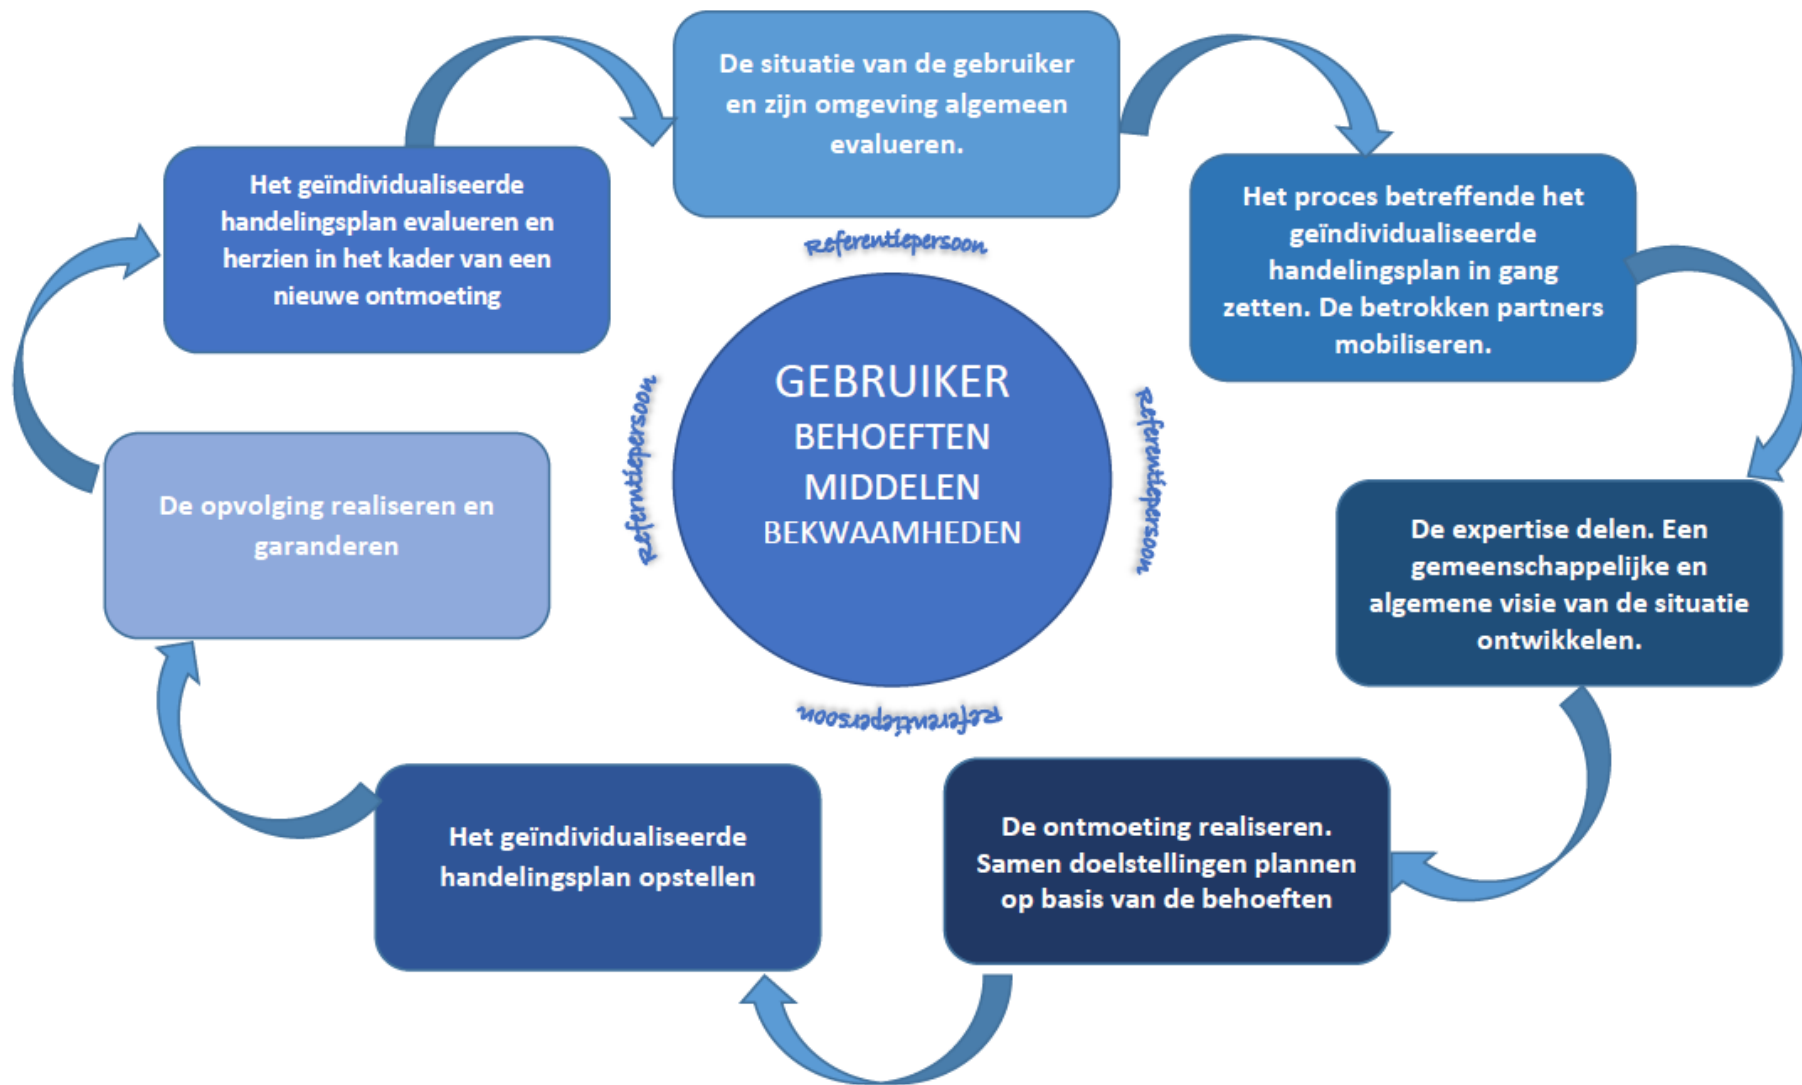 De situatie van de gebruiker
en zijn omgeving algemeen
evalueren.
Het proces betreffende het
geïndividualiseerde
handelingsplan in gang
zetten. De betrokken partners
mobiliseren.
De expertise delen. Een
gemeenschappelijke en
algemene visie van de situatie
ontwikkelen.
De ontmoeting realiseren.
Samen doelstellingen plannen
op basis van de behoeften
Het geïndividualiseerde
handelingsplan opstellen
De opvolging realiseren en
garanderen
Het geïndividualiseerde
handelingsplan evalueren en
herzien in het kader van een
nieuwe ontmoeting
Referentiepersoon
Referentiepersoon
Referentiepersoon
Referntiepersoon
GEBRUIKER
BEHOEFTEN
MIDDELEN
BEKWAAMHEDEN